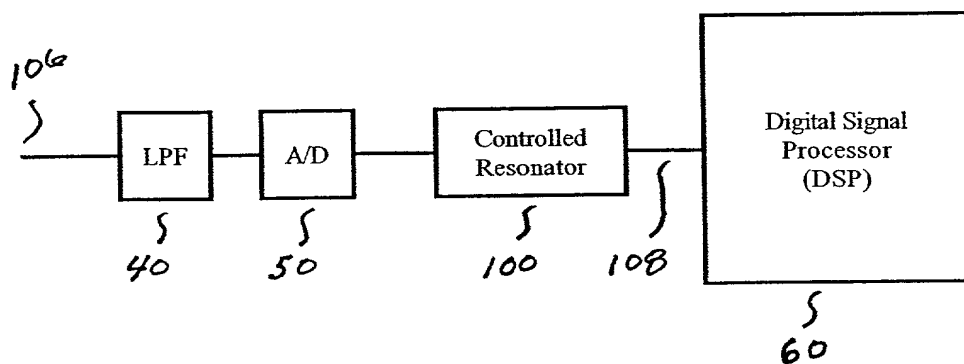 106
LPF
A/D
Controlled
Resonator
Digital Signal
Processor
(DSP)
40
50
100
108
60